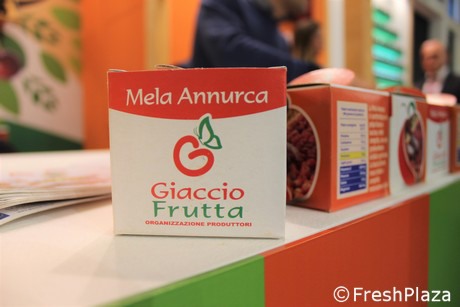 Mela Annurca
Giaccio
Frutta
ORGANIZZAZIONE PRODUTTORI
©FreshPlaza